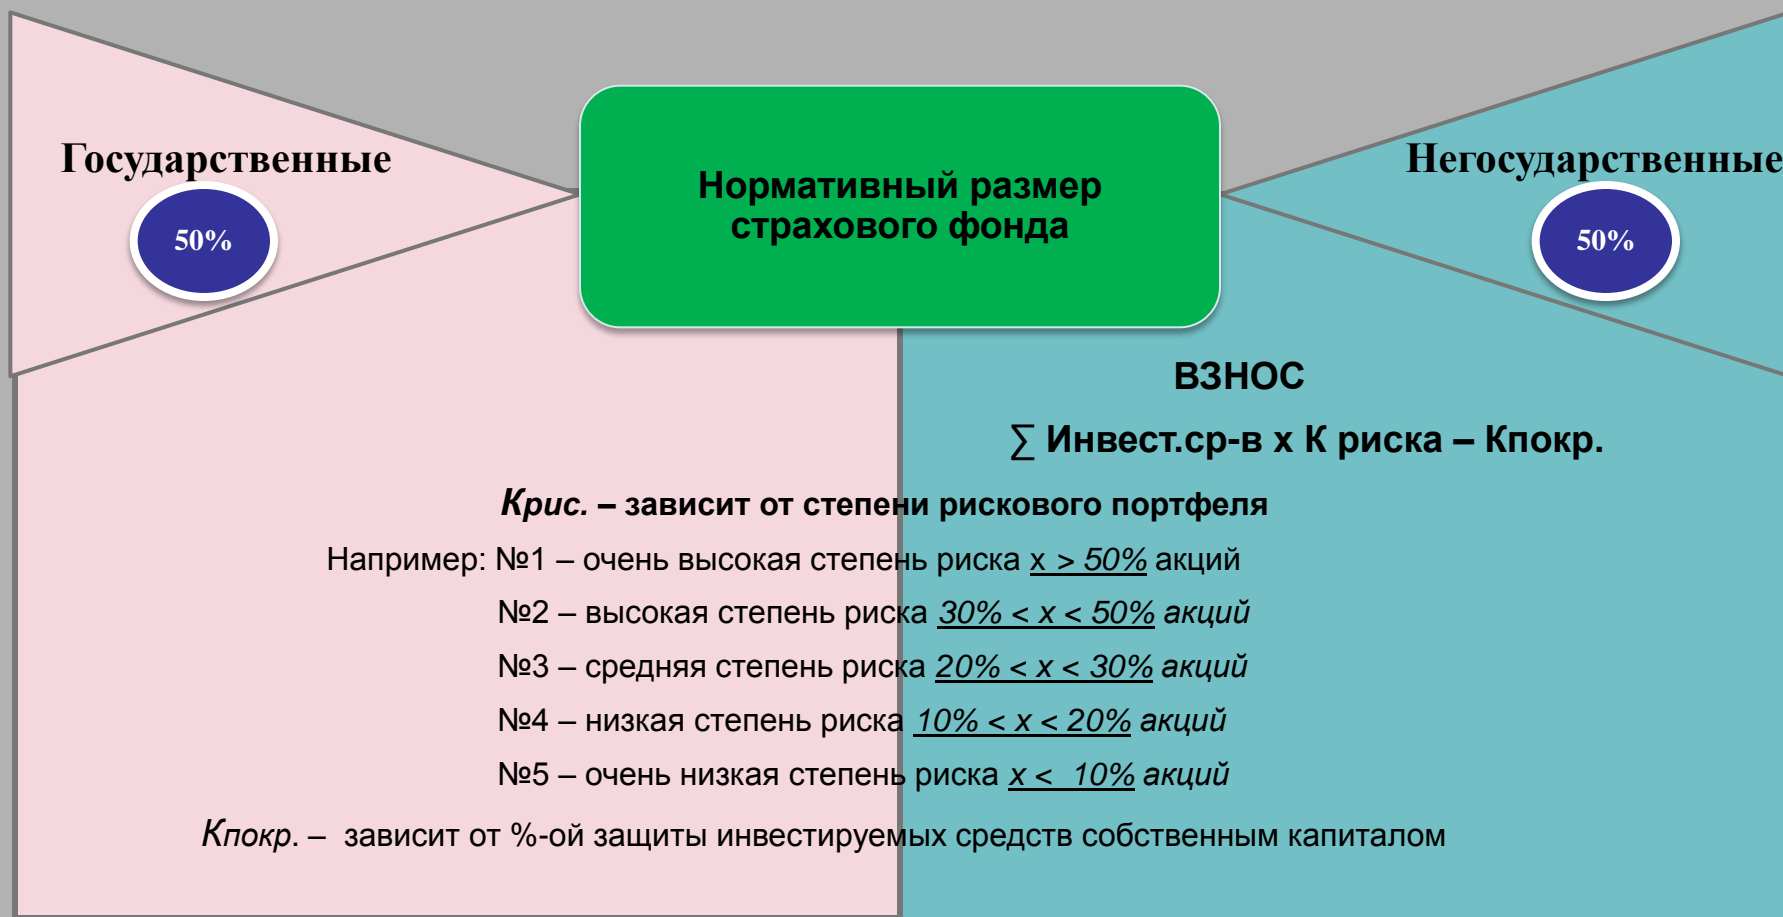 Государственные
50%
Нормативный размер
страхового фонда
Негосударственные
50%
ВЗНОС
∑ Инвест.ср-в х К риска – Кпокр.
Крис. – зависит от степени рискового портфеля
Например: №1 – очень высокая степень риска х > 50% акций
№2 – высокая степень риска 30% < х < 50% акций
№3 – средняя степень риска 20% < х < 30% акций
№4 – низкая степень риска 10% < х < 20% акций
№5 – очень низкая степень риска х < 10% акций
Кпокр. – зависит от %-ой защиты инвестируемых средств собственным капиталом